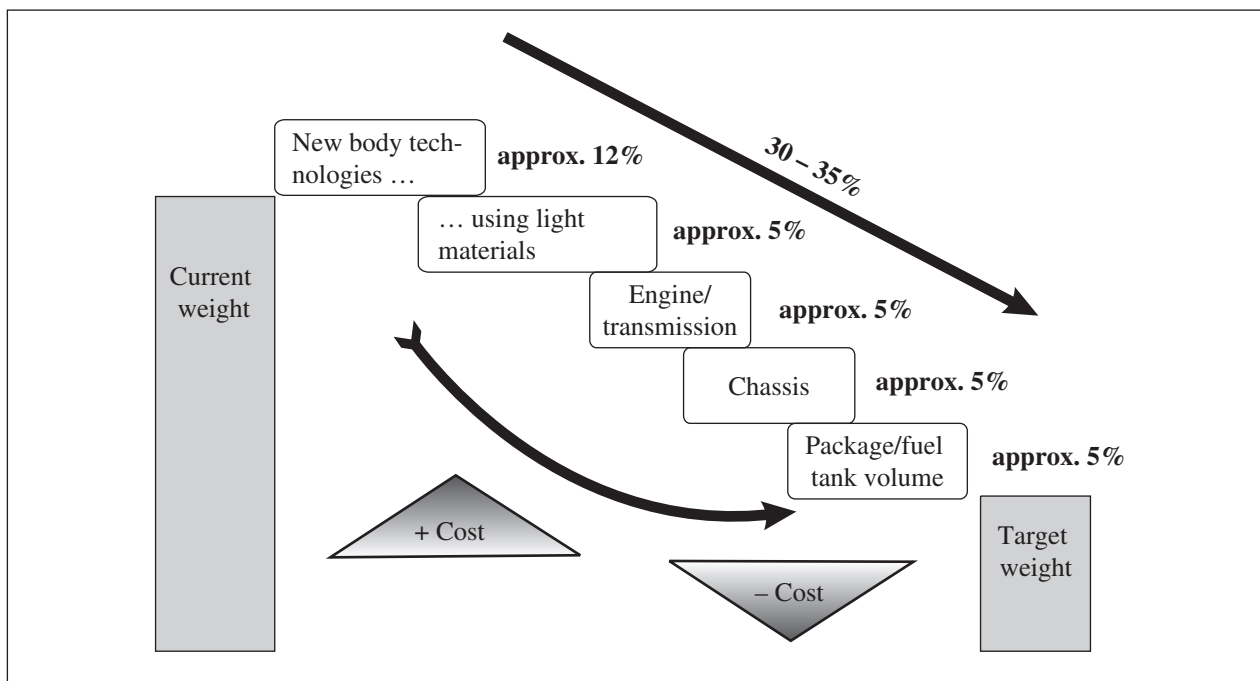 30 – 35%
New body tech-
nologies …
approx. 12%
… using light
materials
approx. 5%
Current
weight
Engine/
transmission
approx. 5%
Chassis
approx. 5%
Package/fuel
tank volume
approx. 5%
+ Cost
– Cost
Target
weight